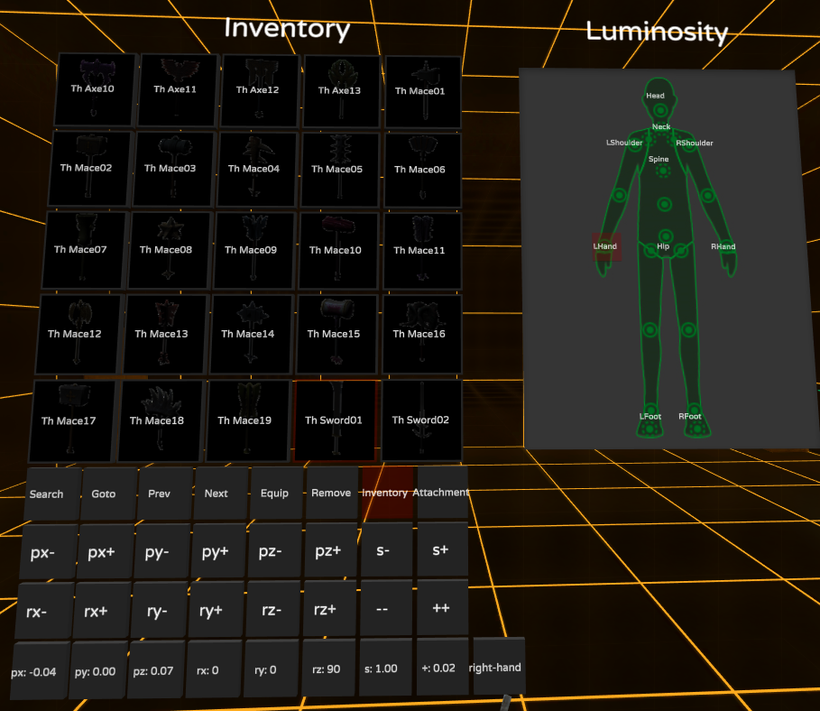 Inventory
Th Axe10 Th Axe11 Th Axe12 Th Axe13 Th Mace01
Th Mace02 Th Mace03 Th Mace04 Th Mace05 Th Mace06
Th Mace07 Th Mace08 Th Mace09 Th Mace10 Th Mace11
Th Mace12 Th Mace13 Th Mace14 Th Mace15 Th Mace16
Th Mace17 Th Mace18 Th Mace19 Th Sword01 Th Sword02
Search Goto Prev Next Equip Remove Inventory Attachment
px- px+ py- py+ pz- pz+ s- s+
rx- rx+ ry- ry+ rz- rz+ -- ++
px: -0.04 py: 0.00 pz: 0.07 rx: 0 ry: 0 rz: 90 s: 1.00 +: 0.02 right-hand
Luminosity
Head
Neck
LShoulder RShoulder
Spine
LHand Hip RHand
LFoot RFoot